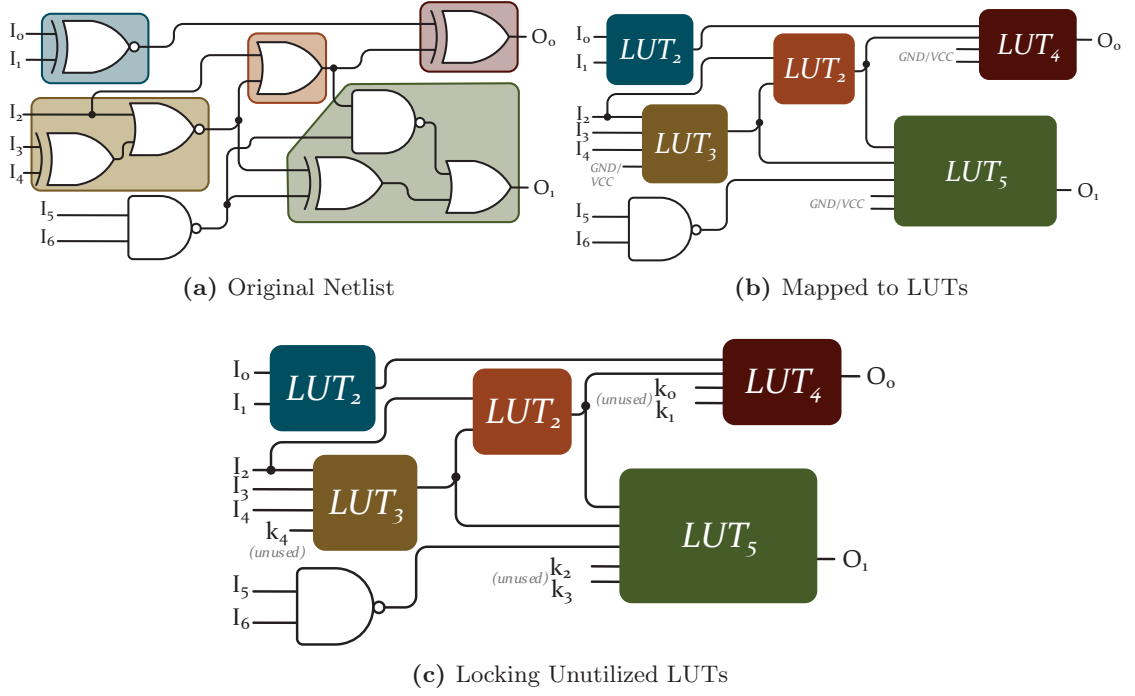 I₀
I₁
O₀
I₂
I₃
I₄
I₅
I₆
O₁
(a) Original Netlist
I₀
I₁
LUT₂
LUT₂
LUT₄
GND/VCC
O₀
I₂
I₃
I₄
GND/
VCC
LUT₃
LUT₅
GND/VCC
O₁
I₅
I₆
(b) Mapped to LUTs
I₀
I₁
LUT₂
LUT₂
(unused) k₀
k₁
LUT₄
O₀
I₂
I₃
I₄
k₄
(unused)
LUT₃
LUT₅
(unused) k₂
k₃
O₁
I₅
I₆
(c) Locking Unutilized LUTs